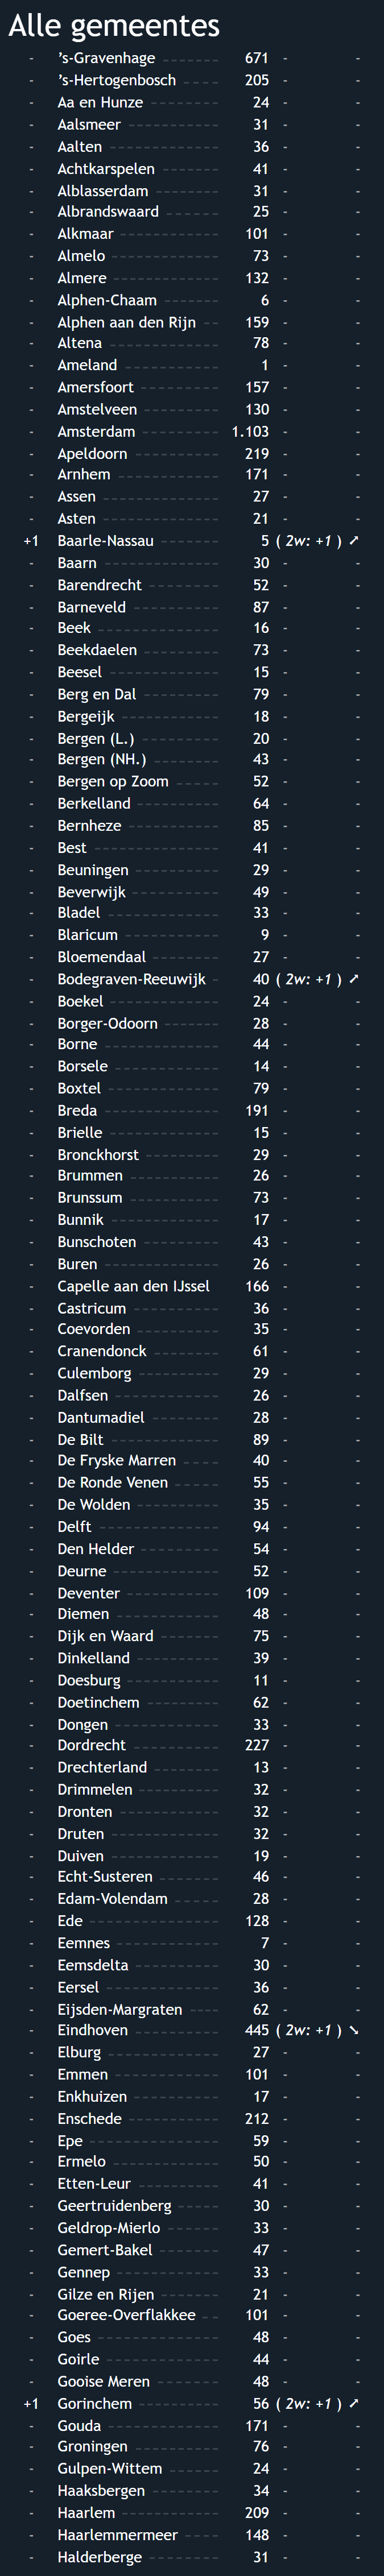 Alle gemeentes
- ’s-Gravenhage 671 - -
- ’s-Hertogenbosch 205 - -
- Aa en Hunze 24 - -
- Aalsmeer 31 - -
- Aalten 36 - -
- Achtkarspelen 41 - -
- Alblasserdam 31 - -
- Albrandswaard 25 - -
- Alkmaar 101 - -
- Almelo 73 - -
- Almere 132 - -
- Alphen-Chaam 6 - -
- Alphen aan den Rijn 159 - -
- Altena 78 - -
- Ameland 1 - -
- Amersfoort 157 - -
- Amstelveen 130 - -
- Amsterdam 1.103 - -
- Apeldoorn 219 - -
- Arnhem 171 - -
- Assen 27 - -
- Asten 21 - -
+1 Baarle-Nassau 5 ( 2w: +1 ) ↗
- Baarn 30 - -
- Barendrecht 52 - -
- Barneveld 87 - -
- Beek 16 - -
- Beekdaelen 73 - -
- Beesel 15 - -
- Berg en Dal 79 - -
- Bergeijk 18 - -
- Bergen (L.) 20 - -
- Bergen (NH.) 43 - -
- Bergen op Zoom 52 - -
- Berkelland 64 - -
- Bernheze 85 - -
- Best 41 - -
- Beuningen 29 - -
- Beverwijk 49 - -
- Bladel 33 - -
- Blaricum 9 - -
- Bloemendaal 27 - -
- Bodegraven-Reeuwijk 40 ( 2w: +1 ) ↗
- Boekel 24 - -
- Borger-Odoorn 28 - -
- Borne 44 - -
- Borsele 14 - -
- Boxtel 79 - -
- Breda 191 - -
- Brielle 15 - -
- Bronckhorst 29 - -
- Brummen 26 - -
- Brunssum 73 - -
- Bunnik 17 - -
- Bunschoten 43 - -
- Buren 26 - -
- Capelle aan den IJssel 166 - -
- Castricum 36 - -
- Coevorden 35 - -
- Cranendonck 61 - -
- Culemborg 29 - -
- Dalfsen 26 - -
- Dantumadiel 28 - -
- De Bilt 89 - -
- De Fryske Marren 40 - -
- De Ronde Venen 55 - -
- De Wolden 35 - -
- Delft 94 - -
- Den Helder 54 - -
- Deurne 52 - -
- Deventer 109 - -
- Diemen 48 - -
- Dijk en Waard 75 - -
- Dinkelland 39 - -
- Doesburg 11 - -
- Doetinchem 62 - -
- Dongen 33 - -
- Dordrecht 227 - -
- Drechterland 13 - -
- Drimmelen 32 - -
- Dronten 32 - -
- Druten 32 - -
- Duiven 19 - -
- Echt-Susteren 46 - -
- Edam-Volendam 28 - -
- Ede 128 - -
- Eemnes 7 - -
- Eemsdelta 30 - -
- Eersel 36 - -
- Eijsden-Margraten 62 - -
- Eindhoven 445 ( 2w: +1 ) ↘
- Elburg 27 - -
- Emmen 101 - -
- Enkhuizen 17 - -
- Enschede 212 - -
- Epe 59 - -
- Ermelo 50 - -
- Etten-Leur 41 - -
- Geertruidenberg 30 - -
- Geldrop-Mierlo 33 - -
- Gemert-Bakel 47 - -
- Gennep 33 - -
- Gilze en Rijen 21 - -
- Goeree-Overflakkee 101 - -
- Goes 48 - -
- Goirle 44 - -
- Gooise Meren 48 - -
+1 Gorinchem 56 ( 2w: +1 ) ↗
- Gouda 171 - -
- Groningen 76 - -
- Gulpen-Wittem 24 - -
- Haaksbergen 34 - -
- Haarlem 209 - -
- Haarlemmermeer 148 - -
- Halderberge 31 - -